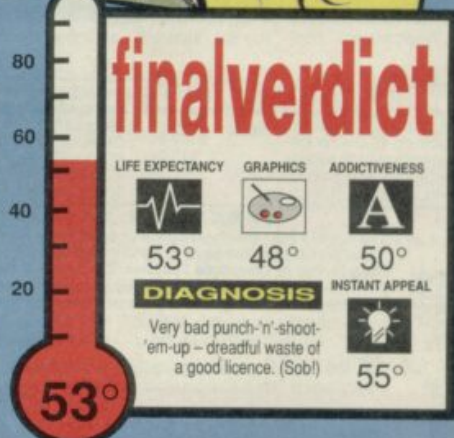 80
60
40
20
53°
finalverdict
LIFE EXPECTANCY GRAPHICS ADDICTIVENESS
A
53° 48° 50°
DIAGNOSIS
INSTANT APPEAL
Very bad punch-'n'-shoot-
'em-up – dreadful waste of
a good licence. (Sob!)
55°